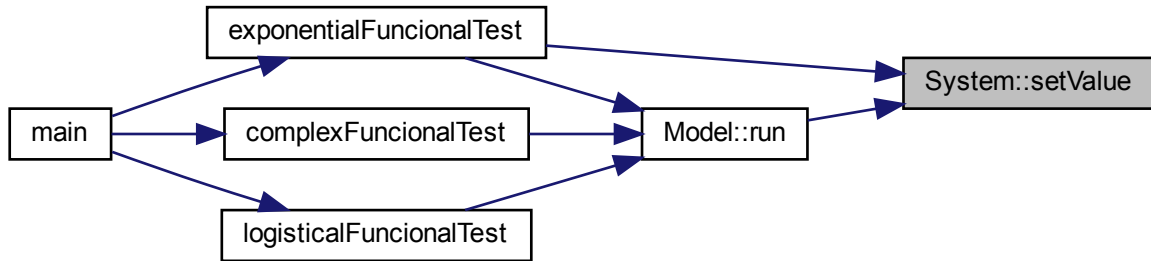 exponentialFuncionalTest
System::setValue
main
complexFuncionalTest
Model::run
logisticalFuncionalTest